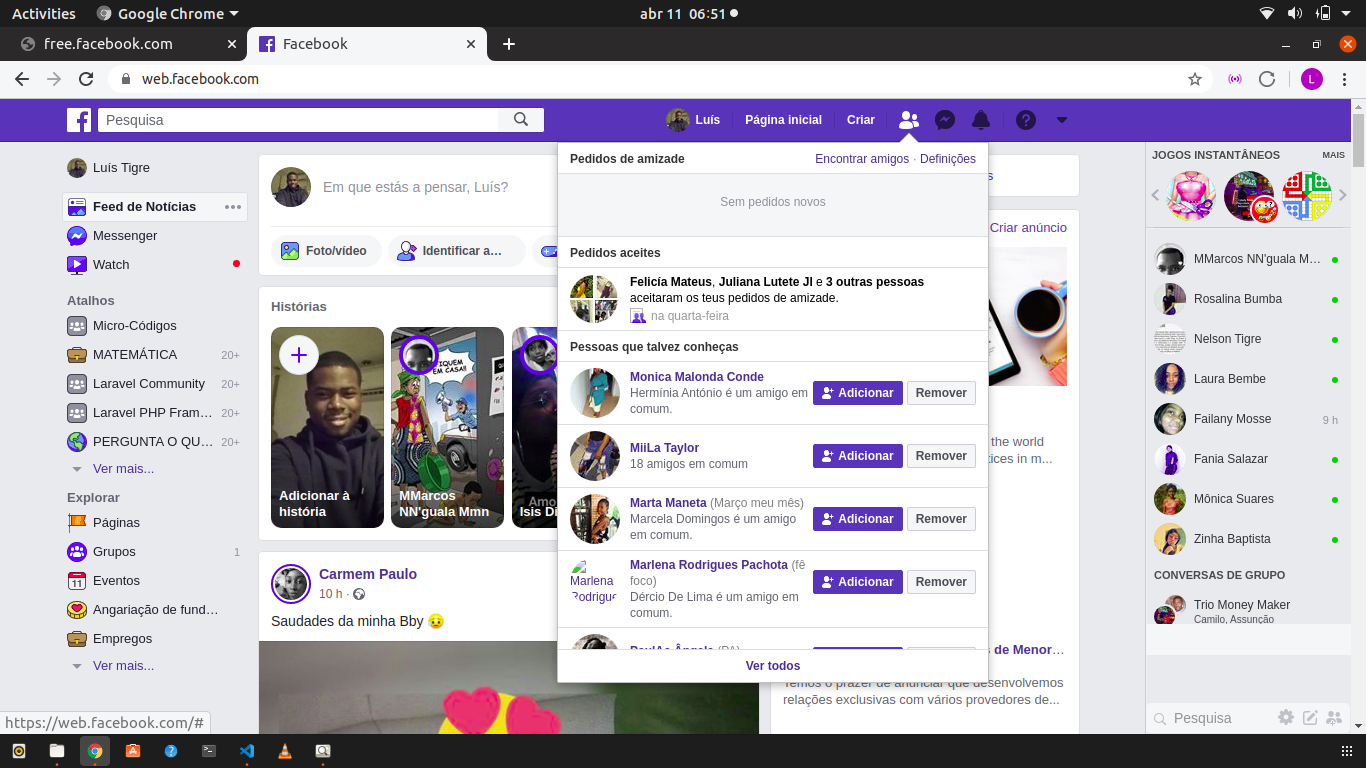 Activities
Google Chrome
abr 11 06:51
free.facebook.com
Facebook
web.facebook.com
L
Pesquisa
Luís
Página inicial
Criar
Luís Tigre
Feed de Notícias
Messenger
Watch
Atalhos
Micro-Códigos
MATEMÁTICA 20+
Laravel Community 20+
Laravel PHP Fram... 20+
PERGUNTA O QU... 20+
Ver mais...
Explorar
Páginas
Grupos 1
Eventos
11
Angariação de fund...
Empregos
Ver mais...
https://web.facebook.com/#
Em que estás a pensar, Luís?
Foto/vídeo
Identificar a...
Histórias
Adicionar à
história
FIQUEM
EM CASA!!
MMarcos
NN'guala Mmn
Amo
Isis Di
Carmem Paulo
10 h ·
Saudades da minha Bby
Pedidos de amizade
Encontrar amigos · Definições
Sem pedidos novos
Pedidos aceites
Felicía Mateus, Juliana Lutete Jl e 3 outras pessoas
aceitaram os teus pedidos de amizade.
na quarta-feira
Pessoas que talvez conheças
Monica Malonda Conde
Hermínia António é um amigo em
comum.
Adicionar
Remover
MiiLa Taylor
18 amigos em comum
Adicionar
Remover
Marta Maneta (Março meu mês)
Marcela Domingos é um amigo
em comum.
Adicionar
Remover
Marlena
Rodrigue
Marlena Rodrigues Pachota (fê
foco)
Dércio De Lima é um amigo em
comum.
Adicionar
Remover
Ver todos
s
Criar anúncio
the world
tices in m...
s de Menor...
Temos o prazer de anunciar que desenvolvemos
relações exclusivas com vários provedores de...
JOGOS INSTANTÂNEOS
MAIS
MMarcos NN'guala M...
Rosalina Bumba
Nelson Tigre
Laura Bembe
Failany Mosse 9 h
Fania Salazar
Mônica Suares
Zinha Baptista
CONVERSAS DE GRUPO
Trio Money Maker
Camilo, Assunção
Pesquisa